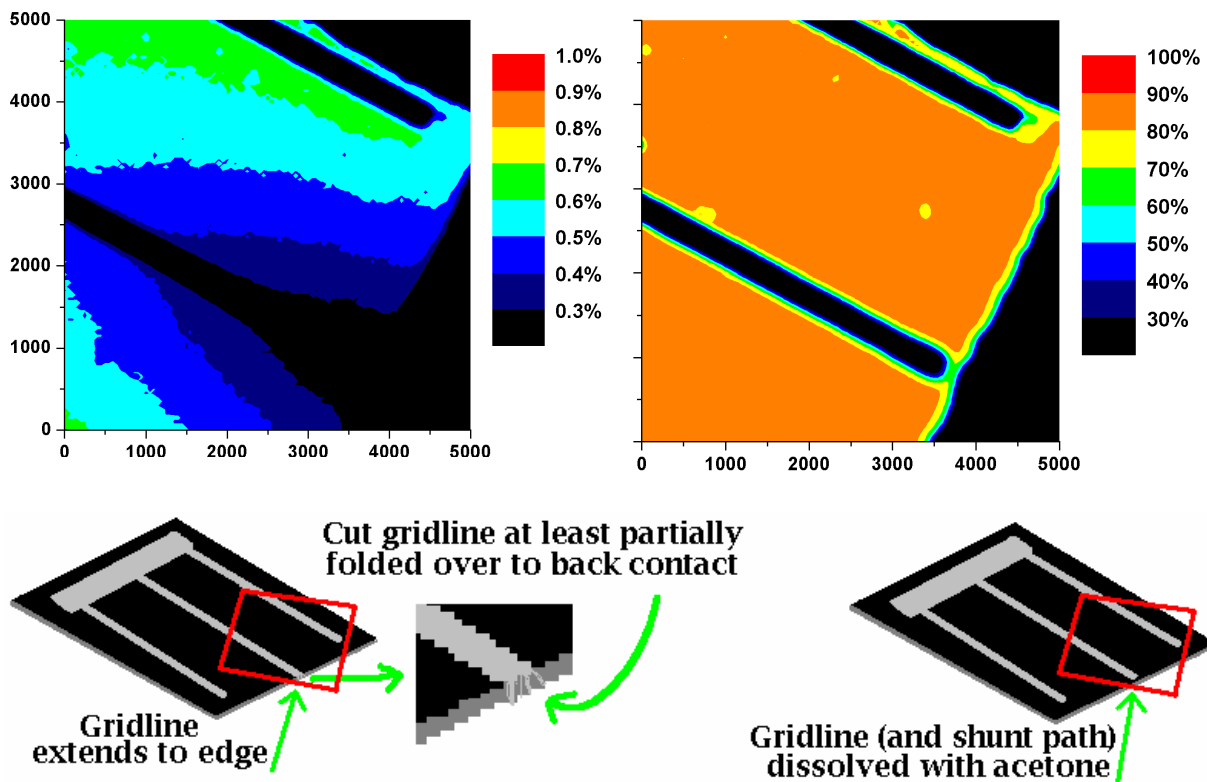 5000
4000
3000
2000
1000
0
0 1000 2000 3000 4000 5000
1.0%
0.9%
0.8%
0.7%
0.6%
0.5%
0.4%
0.3%
0 1000 2000 3000 4000 5000
100%
90%
80%
70%
60%
50%
40%
30%
Cut gridline at least partially
folded over to back contact
Gridline
extends to edge
Gridline (and shunt path)
dissolved with acetone